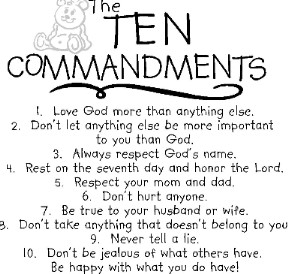 The
TEN
COMMANDMENTS
1. Love God more than anything else.
2. Don't let anything else be more important
to you than God.
3. Always respect God's name.
4. Rest on the seventh day and honor the Lord.
5. Respect your mom and dad.
6. Don't hurt anyone.
7. Be true to your husband or wife.
8. Don't take anything that doesn't belong to you
9. Never tell a lie.
10. Don't be jealous of what others have.
Be happy with what you do have!